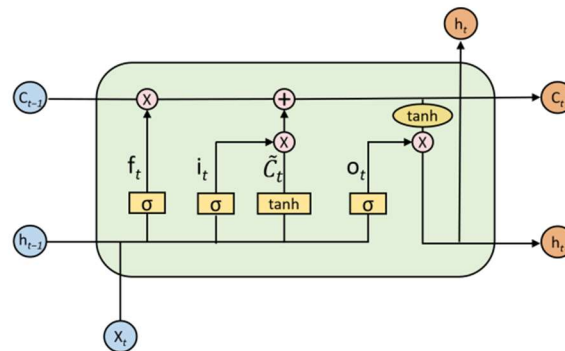 h_t
C_{t-1}
X
+
C_t
tanh
X
X
f_t
i_t
C̃_t
o_t
σ
σ
tanh
σ
h_{t-1}
h_t
X_t